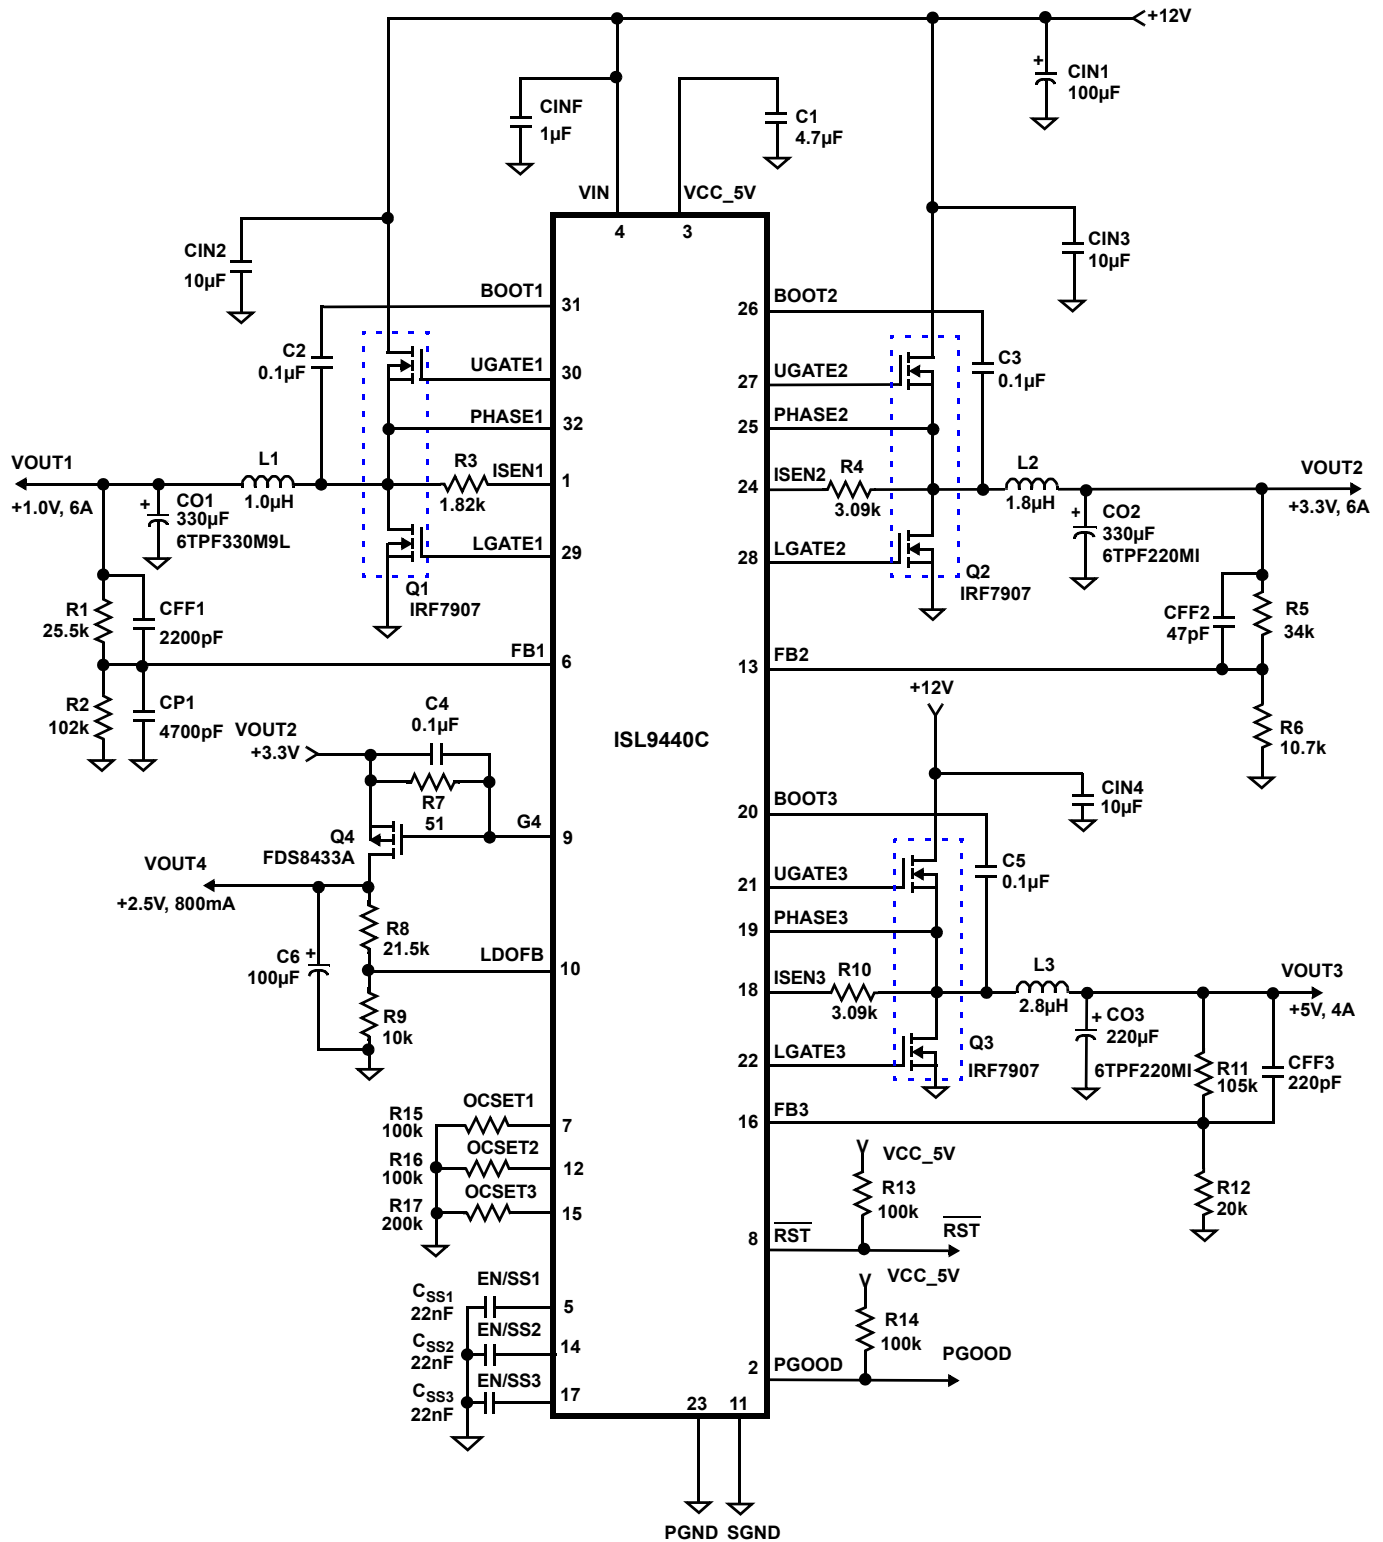 +12V
CIN1
100µF
CINF
1µF
C1
4.7µF
VIN
VCC_5V
4
3
CIN2
10µF
CIN3
10µF
BOOT1
31
26
BOOT2
C2
0.1µF
UGATE1
30
27
UGATE2
C3
0.1µF
PHASE1
32
25
PHASE2
VOUT1
+1.0V, 6A
CO1
330µF
6TPF330M9L
L1
1.0µH
R3
1.82k
ISEN1
1
24
ISEN2
R4
3.09k
L2
1.8µH
VOUT2
+3.3V, 6A
CO2
330µF
6TPF220MI
LGATE1
29
28
LGATE2
Q1
IRF7907
Q2
IRF7907
R1
25.5k
CFF1
2200pF
CFF2
47pF
R5
34k
FB1
6
13
FB2
R2
102k
CP1
4700pF
+12V
R6
10.7k
C4
0.1µF
VOUT2
+3.3V
ISL9440C
R7
51
CIN4
10µF
G4
9
20
BOOT3
Q4
FDS8433A
VOUT4
+2.5V, 800mA
21
UGATE3
C5
0.1µF
R8
21.5k
19
PHASE3
C6
100µF
LDOFB
10
18
ISEN3
R10
3.09k
L3
2.8µH
VOUT3
+5V, 4A
R9
10k
CO3
220µF
6TPF220MI
22
LGATE3
Q3
IRF7907
R11
105k
CFF3
220pF
R15
100k
OCSET1
7
16
FB3
R16
100k
OCSET2
12
VCC_5V
R17
200k
OCSET3
15
R13
100k
R12
20k
8
RST
RST
CSS1
22nF
EN/SS1
5
VCC_5V
CSS2
22nF
EN/SS2
14
R14
100k
2
PGOOD
PGOOD
CSS3
22nF
EN/SS3
17
23
11
PGND
SGND